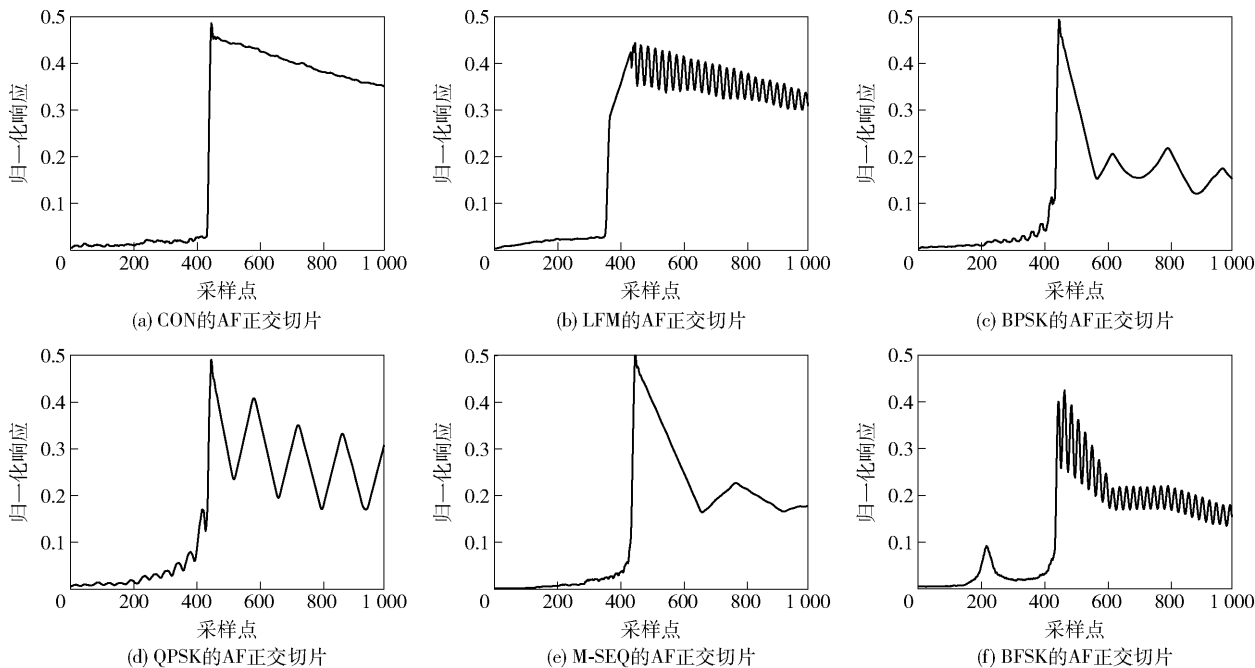 0.5 0.5 0.5
0.4 0.4 0.4
归一化响应 0.3 归一化响应 0.3 归一化响应 0.3
0.2 0.2 0.2
0.1 0.1 0.1
0 200 400 600 800 1 000 0 200 400 600 800 1 000 0 200 400 600 800 1 000
采样点 采样点 采样点
(a) CON的AF正交切片 (b) LFM的AF正交切片 (c) BPSK的AF正交切片
0.5 0.5 0.5
0.4 0.4 0.4
归一化响应 0.3 归一化响应 0.3 归一化响应 0.3
0.2 0.2 0.2
0.1 0.1 0.1
0 200 400 600 800 1 000 0 200 400 600 800 1 000 0 200 400 600 800 1 000
采样点 采样点 采样点
(d) QPSK的AF正交切片 (e) M-SEQ的AF正交切片 (f) BFSK的AF正交切片